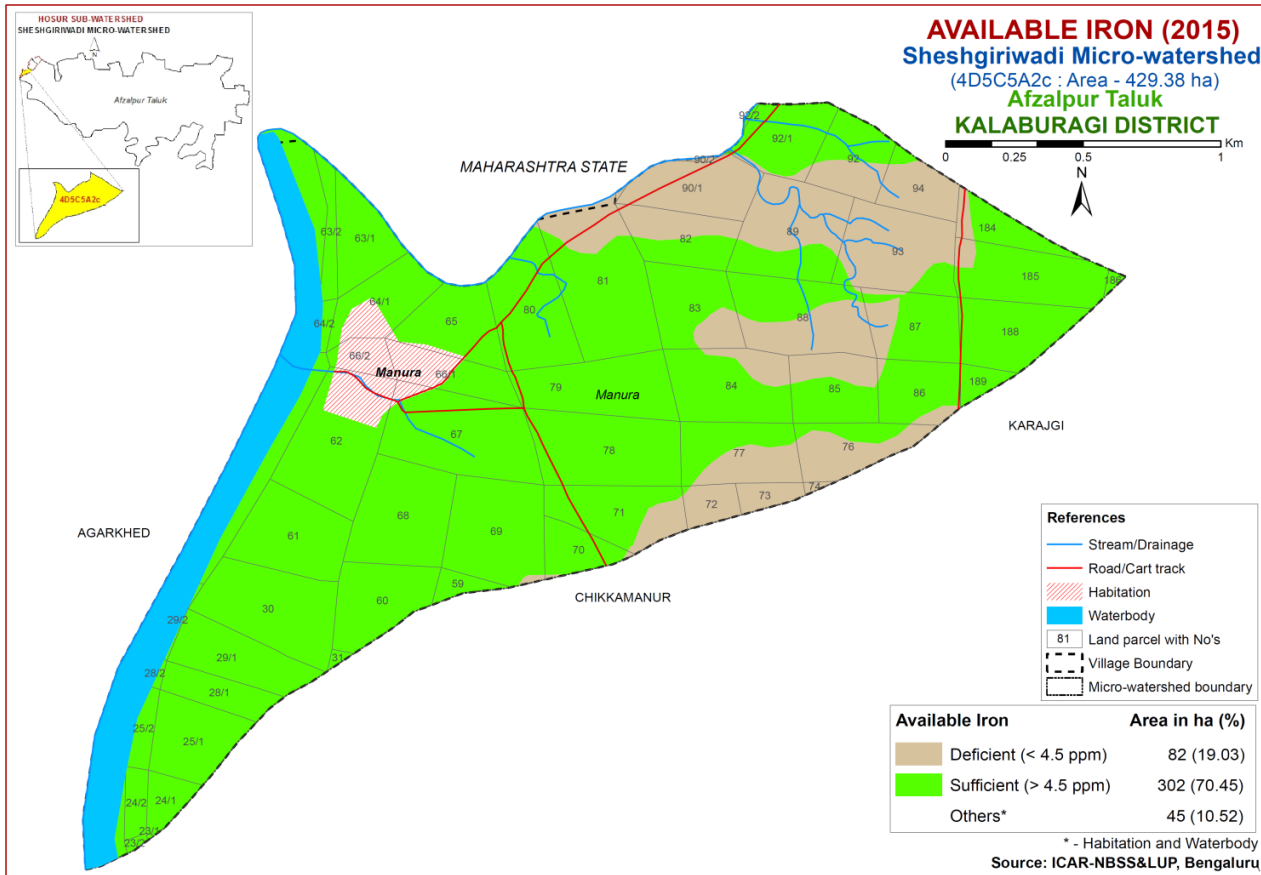 HOSUR SUB-WATERSHED
SHESHGIRIWADI MICRO-WATERSHED
N
Afzalpur Taluk
4D5C5A2c
AVAILABLE IRON (2015)
Sheshgiriwadi Micro-watershed
(4D5C5A2c : Area - 429.38 ha)
Afzalpur Taluk
KALABURAGI DISTRICT
Km
0 0.25 0.5 1
N
MAHARASHTRA STATE
92/2
92/1
92
90/2
90/1
94
63/2
63/1
82
89
93
184
81
185
186
64/1
64/2
65
80
83
88
87
188
66/2
Manura
66/1
79
Manura
84
85
86
189
62
67
78
77
76
KARAJGI
72
73
74
71
AGARKHED
61
68
69
70
59
60
CHIKKAMANUR
30
29/2
29/1
31
28/2
28/1
25/2
25/1
24/2
24/1
23/1
23/2
References
Stream/Drainage
Road/Cart track
Habitation
Waterbody
81 Land parcel with No's
Village Boundary
Micro-watershed boundary
Available Iron Area in ha (%)
Deficient (< 4.5 ppm) 82 (19.03)
Sufficient (> 4.5 ppm) 302 (70.45)
Others* 45 (10.52)
* - Habitation and Waterbody
Source: ICAR-NBSS&LUP, Bengaluru